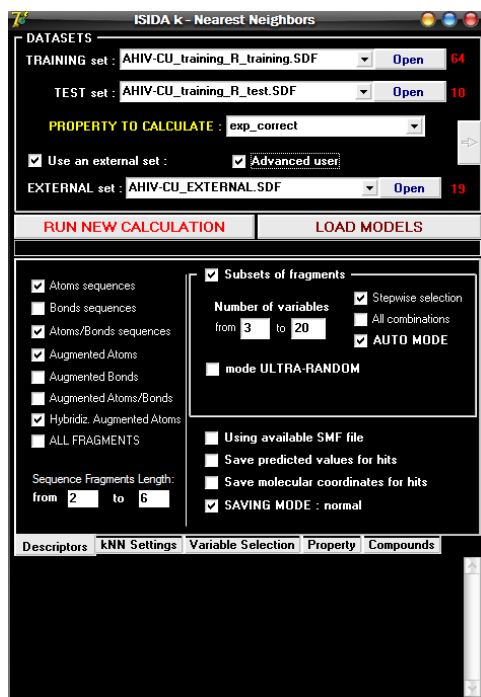 ISIDA k - Nearest Neighbors
DATASETS
TRAINING set : AHIV-CU_training_R_training.SDF Open 64
TEST set : AHIV-CU_training_R_test.SDF Open 10
PROPERTY TO CALCULATE : exp_correct
Use an external set : Advanced user
EXTERNAL set : AHIV-CU_EXTERNAL.SDF Open 19
RUN NEW CALCULATION LOAD MODELS
Atoms sequences
Bonds sequences
Atoms/Bonds sequences
Augmented Atoms
Augmented Bonds
Augmented Atoms/Bonds
Hybridiz. Augmented Atoms
ALL FRAGMENTS
Sequence Fragments Length:
from 2 to 6
Subsets of fragments
Number of variables
from 3 to 20
Stepwise selection
All combinations
AUTO MODE
mode ULTRA-RANDOM
Using available SMF file
Save predicted values for hits
Save molecular coordinates for hits
SAVING MODE : normal
Descriptors kNN Settings Variable Selection Property Compounds